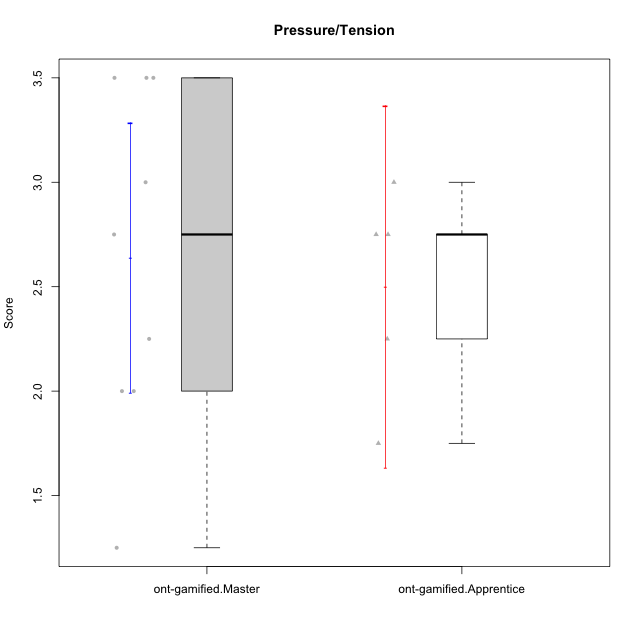 Pressure/Tension
Score
3.5
3.0
2.5
2.0
1.5
ont-gamified.Master
ont-gamified.Apprentice